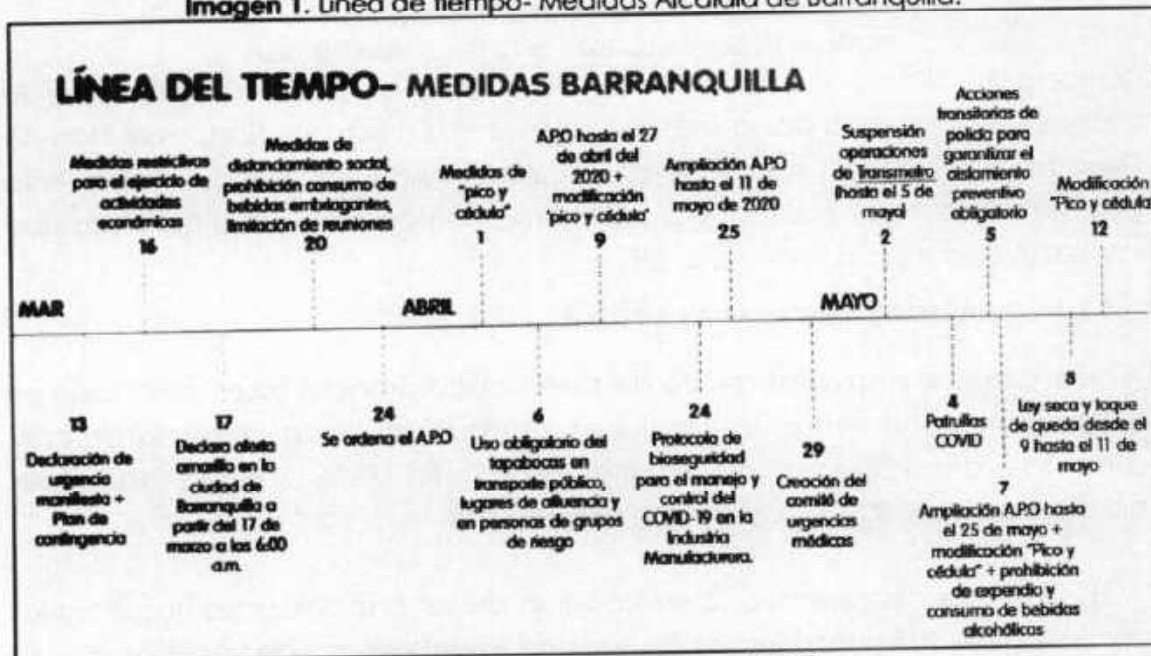 Imagen 1. Línea de tiempo- Medidas Alcaldía de Barranquilla.
LÍNEA DEL TIEMPO- MEDIDAS BARRANQUILLA
Medidas restrictivas
para el ejercicio de
actividades
económicas
16
Medidas de
distanciamiento social,
prohibición consumo de
bebidas embriagantes,
limitación de reuniones
20
Medidas de
"pico y
cédula"
1
A.P.O hasta el 27
de abril del
2020 +
modificación
"pico y cédula"
9
Ampliación A.P.O
hasta el 11 de
mayo de 2020
25
Suspensión
operaciones
de Transmetro
(hasta el 5 de
mayo)
2
Acciones
transitorias de
policía para
garantizar el
aislamiento
preventivo
obligatorio
5
Modificación
"Pico y cédula"
12
MAR
ABRIL
MAYO
13
Declaración de
urgencia
manifiesta +
Plan de
contingencia
17
Declara alerta
amarilla en la
ciudad de
Barranquilla a
partir del 17 de
marzo a las 6:00
a.m.
24
Se ordena el A.P.O
6
Uso obligatorio del
tapabocas en
transporte público,
lugares de afluencia y
en personas de grupos
de riesgo
24
Protocolo de
bioseguridad
para el manejo y
control del
COVID-19 en la
Industria
Manufacturera.
29
Creación del
comité de
urgencias
médicas
4
Patrullas
COVID
7
Ampliación A.P.O hasta
el 25 de mayo +
modificación "Pico y
cédula" + prohibición
de expendio y
consumo de bebidas
alcohólicas
8
Ley seca y toque
de queda desde el
9 hasta el 11 de
mayo